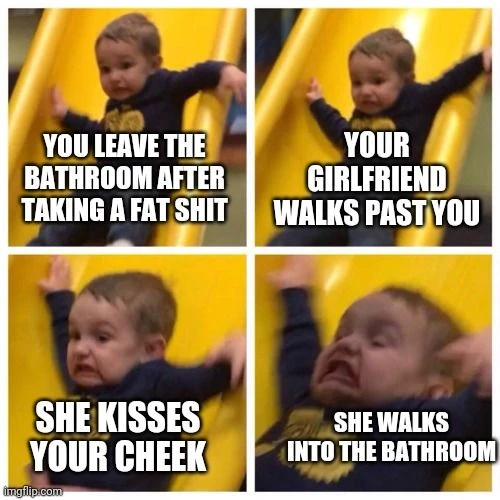 YOU LEAVE THE
BATHROOM AFTER
TAKING A FAT SHIT
YOUR
GIRLFRIEND
WALKS PAST YOU
SHE KISSES
YOUR CHEEK
SHE WALKS
INTO THE BATHROOM
imgflip.com